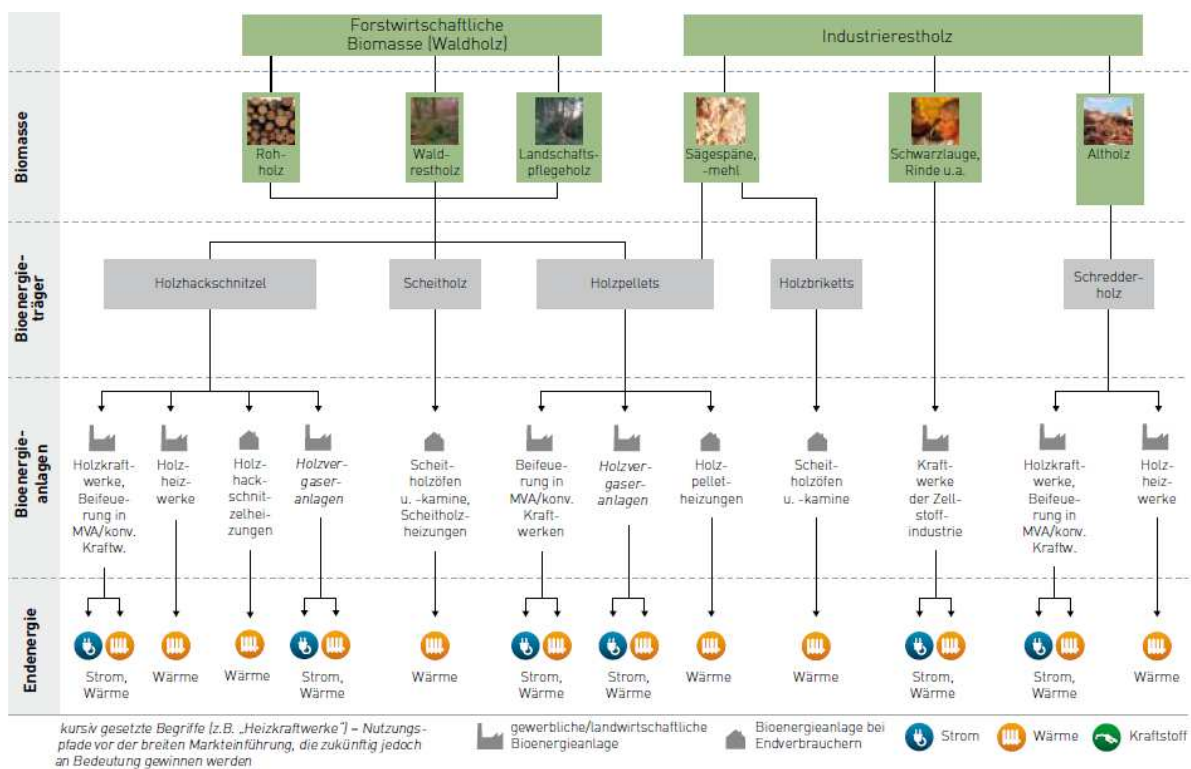 Forstwirtschaftliche
Biomasse (Waldholz)
Industrierestholz
Biomasse
Roh-
holz
Wald-
restholz
Landschafts-
pflegeholz
Sägespäne,
-mehl
Schwarzlauge,
Rinde u.a.
Altholz
Bioenergie-
träger
Holzhackschnitzel
Scheitholz
Holzpellets
Holzbriketts
Schredder-
holz
Bioenergie-
anlagen
Holzkraft-
werke,
Beifeue-
rung in
MVA/konv.
Kraftw.
Holz-
heiz-
werke
Holz-
hack-
schnit-
zelhei-
zungen
Holzver-
gaser-
anlagen
Scheit-
holzöfen
u. -kamine,
Scheitholz-
heizungen
Beifeue-
rung in
MVA/konv.
Kraft-
werken
Holzver-
gaser-
anlagen
Holz-
pellet-
heizungen
Scheit-
holzöfen
u. -kamine
Kraft-
werke
der Zell-
stoff-
industrie
Holzkraft-
werke,
Beifeue-
rung in
MVA/konv.
Kraftw.
Holz-
heiz-
werke
Endenergie
Strom,
Wärme
Wärme
Wärme
Strom,
Wärme
Wärme
Strom,
Wärme
Strom,
Wärme
Wärme
Wärme
Strom,
Wärme
Strom,
Wärme
Wärme
kursiv gesetzte Begriffe (z.B. „Heizkraftwerke“) – Nutzungs-
pfade vor der breiten Markteinführung, die zukünftig jedoch
an Bedeutung gewinnen werden
gewerbliche/landwirtschaftliche
Bioenergieanlage
Bioenergieanlage bei
Endverbrauchern
Strom
Wärme
Kraftstoff